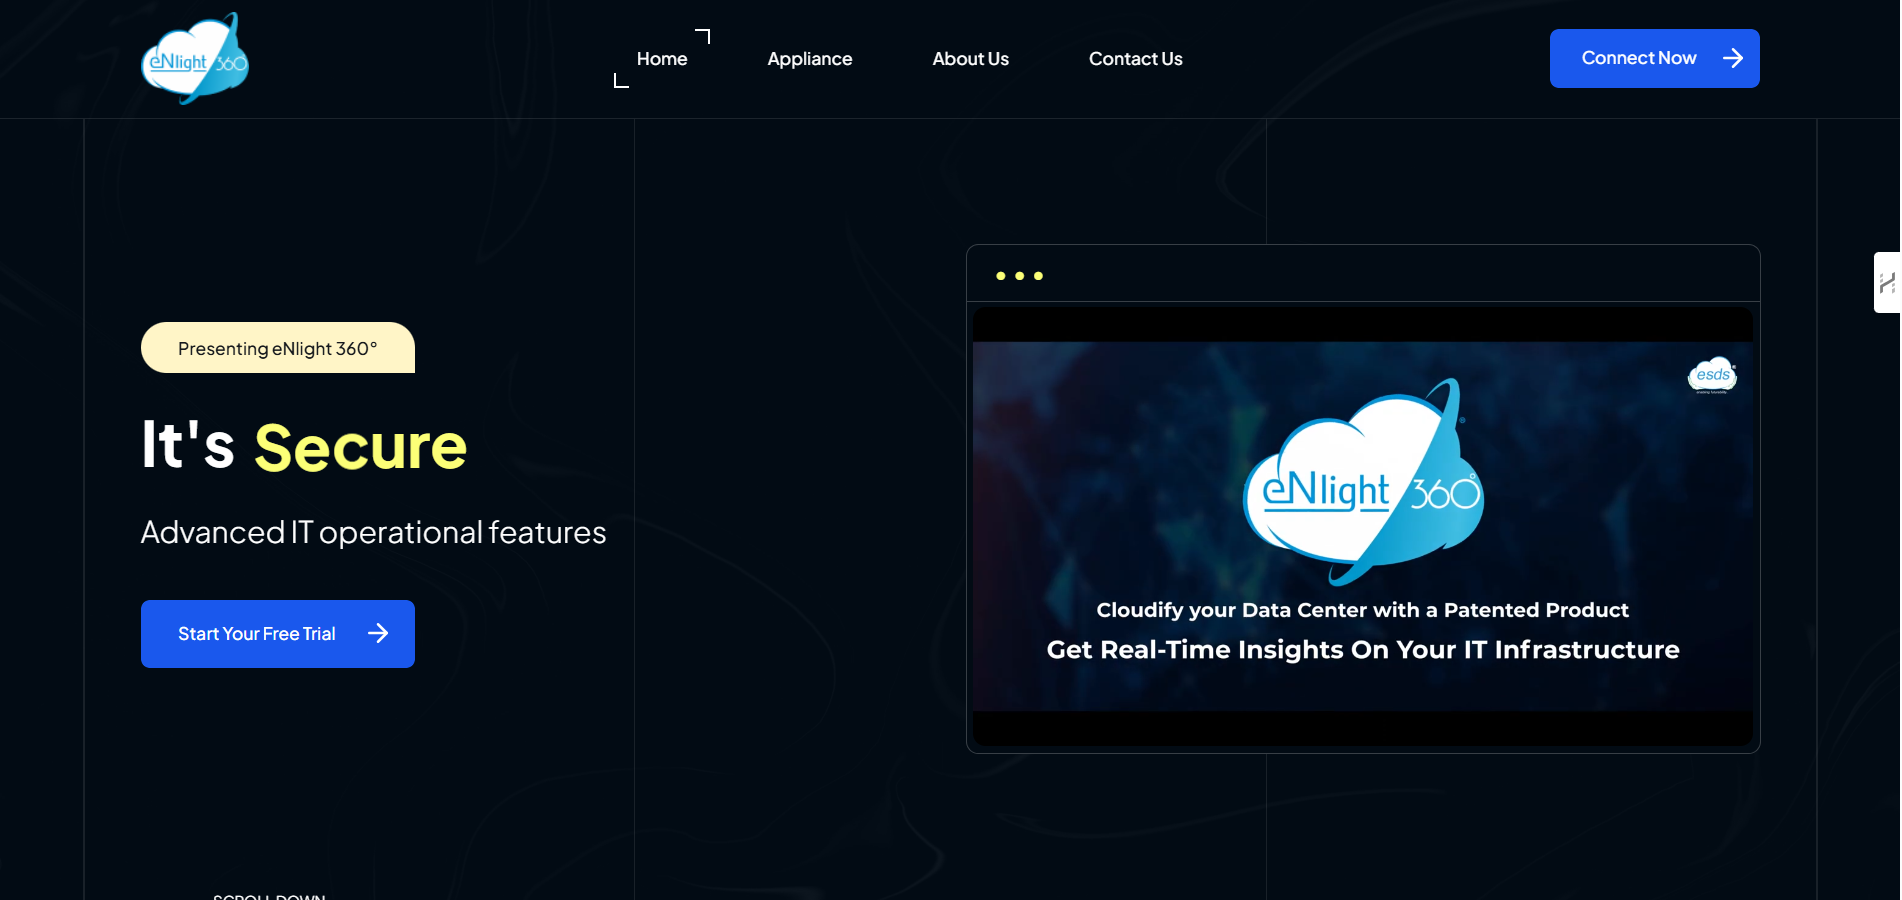 eNlight 360°
Home
Appliance
About Us
Contact Us
Connect Now
Presenting eNlight 360°
It's Secure
Advanced IT operational features
Start Your Free Trial
esds
eNlight 360°
Cloudify your Data Center with a Patented Product
Get Real-Time Insights On Your IT Infrastructure
SCROLL DOWN